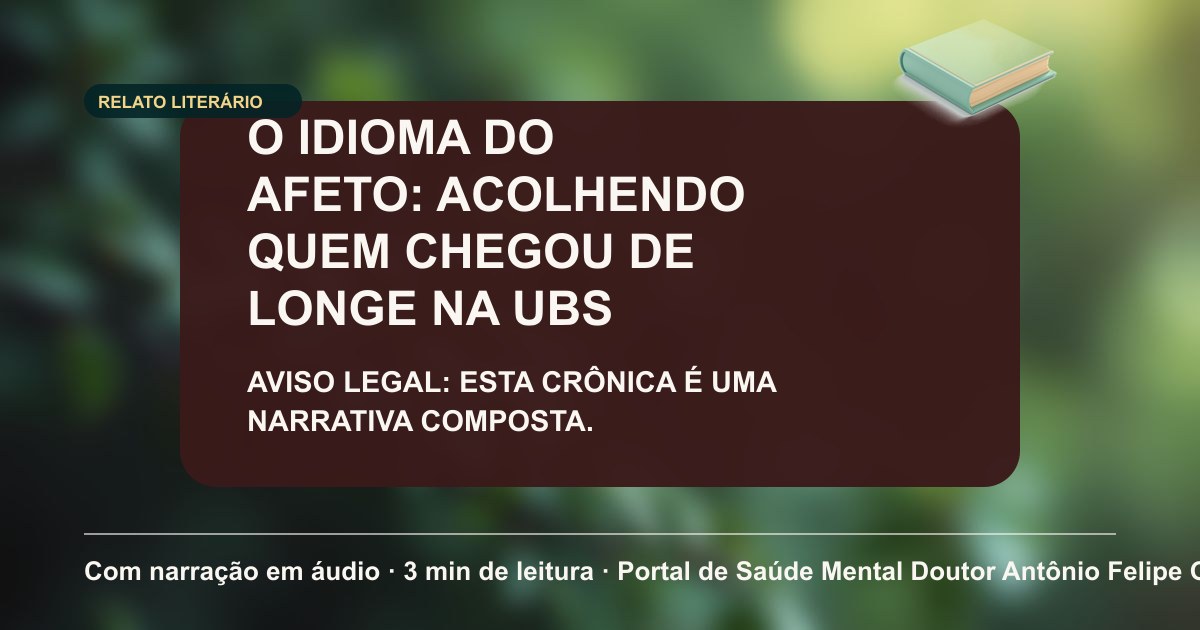 RELATO LITERÁRIO
O IDIOMA DO
AFETO: ACOLHENDO
QUEM CHEGOU DE
LONGE NA UBS
AVISO LEGAL: ESTA CRÔNICA É UMA
NARRATIVA COMPOSTA.
Com narração em áudio · 3 min de leitura · Portal de Saúde Mental Doutor Antônio Felipe